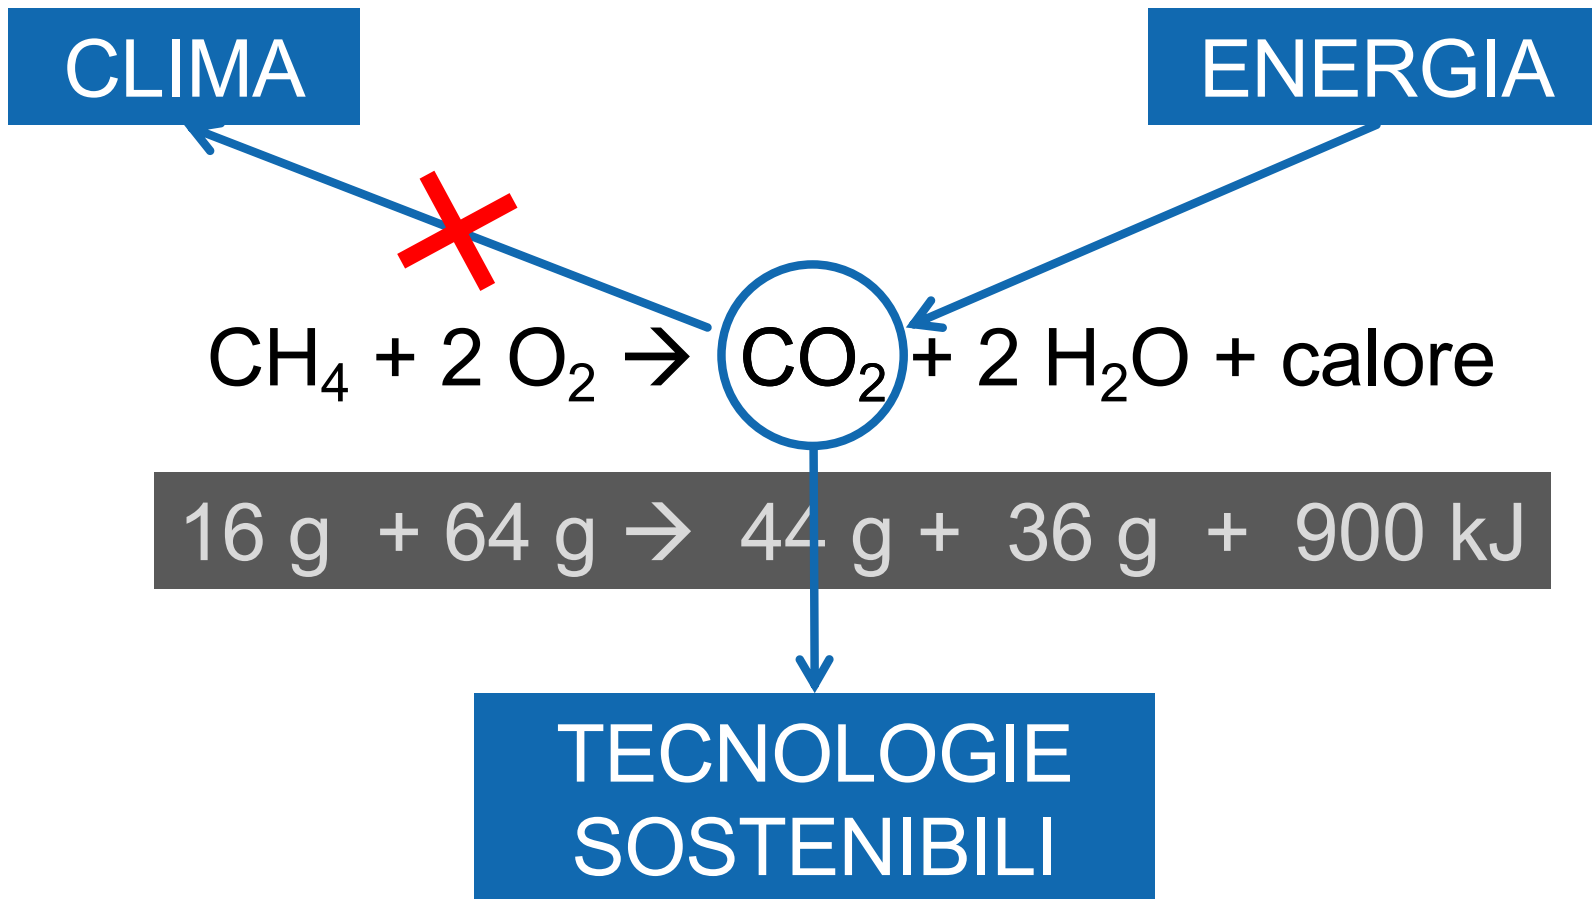 CLIMA
ENERGIA
CH₄ + 2 O₂ → CO₂ + 2 H₂O + calore
16 g + 64 g → 44 g + 36 g + 900 kJ
TECNOLOGIE
SOSTENIBILI